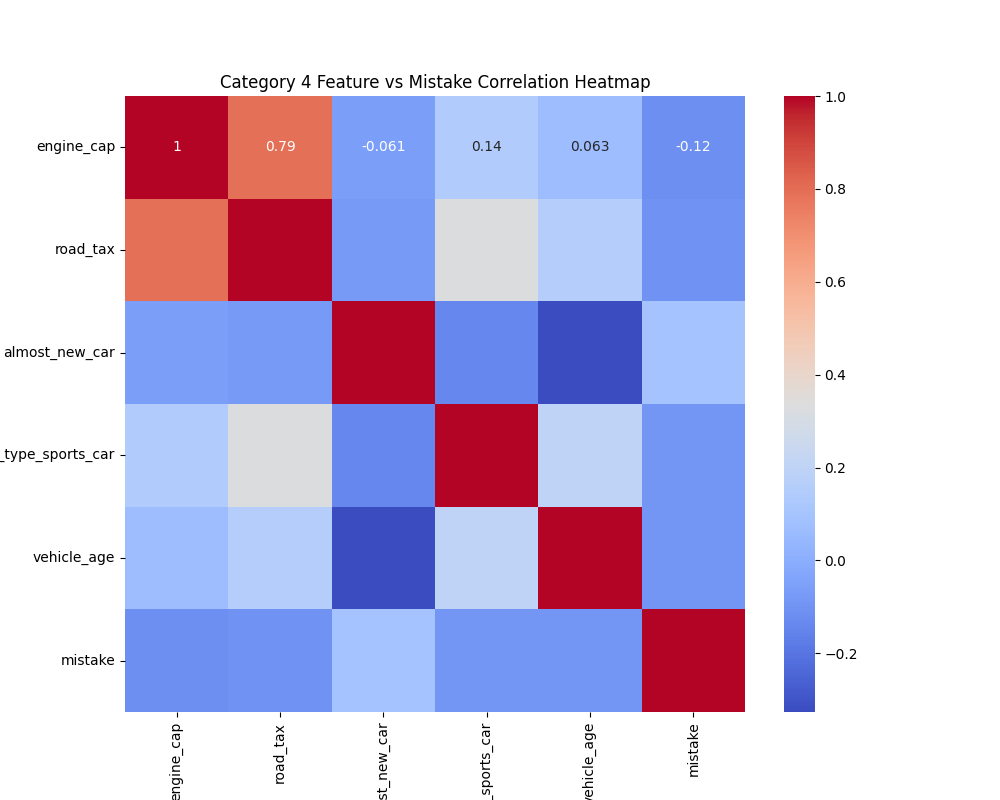 Category 4 Feature vs Mistake Correlation Heatmap
engine_cap 1 0.79 -0.061 0.14 0.063 -0.12
road_tax
almost_new_car
_type_sports_car
vehicle_age
mistake
engine_cap
road_tax
st_new_car
_sports_car
vehicle_age
mistake
1.0
0.8
0.6
0.4
0.2
0.0
−0.2